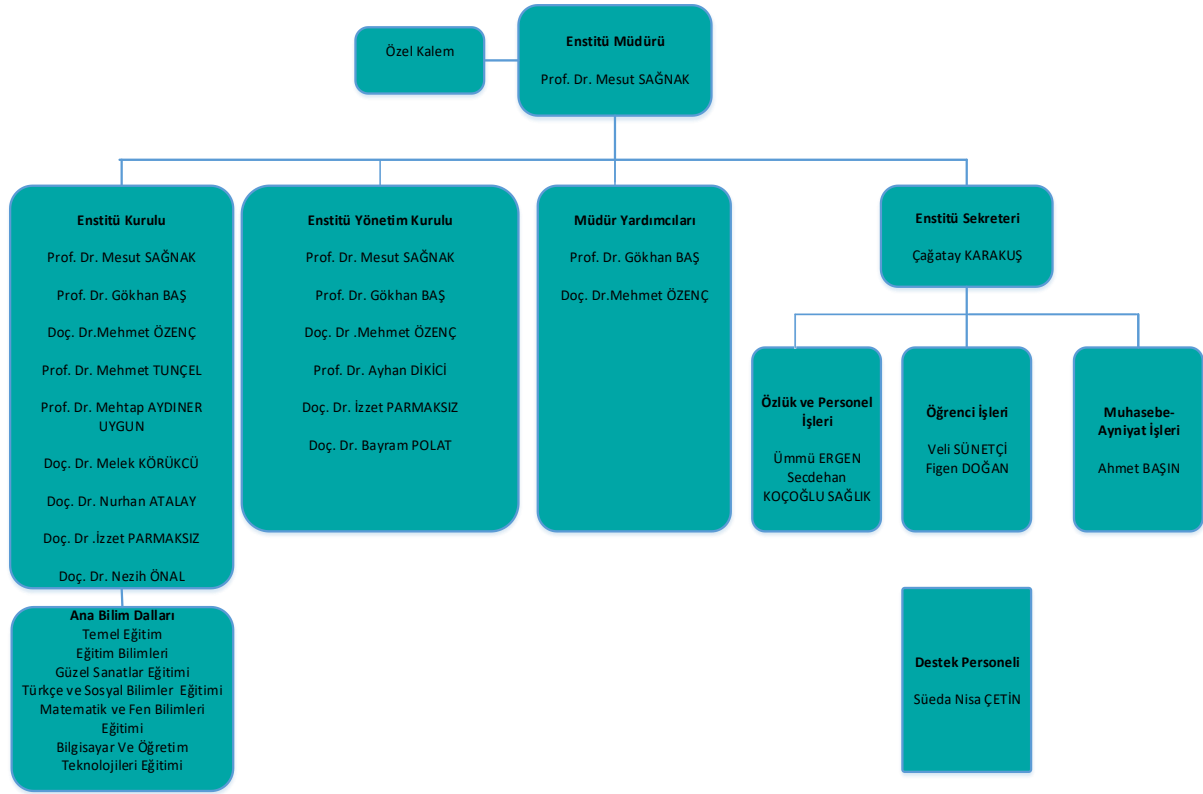 Özel Kalem
Enstitü Müdürü
Prof. Dr. Mesut SAĞNAK
Enstitü Kurulu
Prof. Dr. Mesut SAĞNAK
Prof. Dr. Gökhan BAŞ
Doç. Dr.Mehmet ÖZENÇ
Prof. Dr. Mehmet TUNÇEL
Prof. Dr. Mehtap AYDINER
UYGUN
Doç. Dr. Melek KÖRÜKCÜ
Doç. Dr. Nurhan ATALAY
Doç. Dr .İzzet PARMAKSIZ
Doç. Dr. Nezih ÖNAL
Enstitü Yönetim Kurulu
Prof. Dr. Mesut SAĞNAK
Prof. Dr. Gökhan BAŞ
Doç. Dr .Mehmet ÖZENÇ
Prof. Dr. Ayhan DİKİCİ
Doç. Dr. İzzet PARMAKSIZ
Doç. Dr. Bayram POLAT
Müdür Yardımcıları
Prof. Dr. Gökhan BAŞ
Doç. Dr.Mehmet ÖZENÇ
Enstitü Sekreteri
Çağatay KARAKUŞ
Özlük ve Personel
İşleri
Ümmü ERGEN
Secdehan
KOÇOĞLU SAĞLIK
Öğrenci İşleri
Veli SÜNETÇİ
Figen DOĞAN
Muhasebe-
Ayniyat İşleri
Ahmet BAŞIN
Ana Bilim Dalları
Temel Eğitim
Eğitim Bilimleri
Güzel Sanatlar Eğitimi
Türkçe ve Sosyal Bilimler Eğitimi
Matematik ve Fen Bilimleri
Eğitimi
Bilgisayar Ve Öğretim
Teknolojileri Eğitimi
Destek Personeli
Süeda Nisa ÇETİN